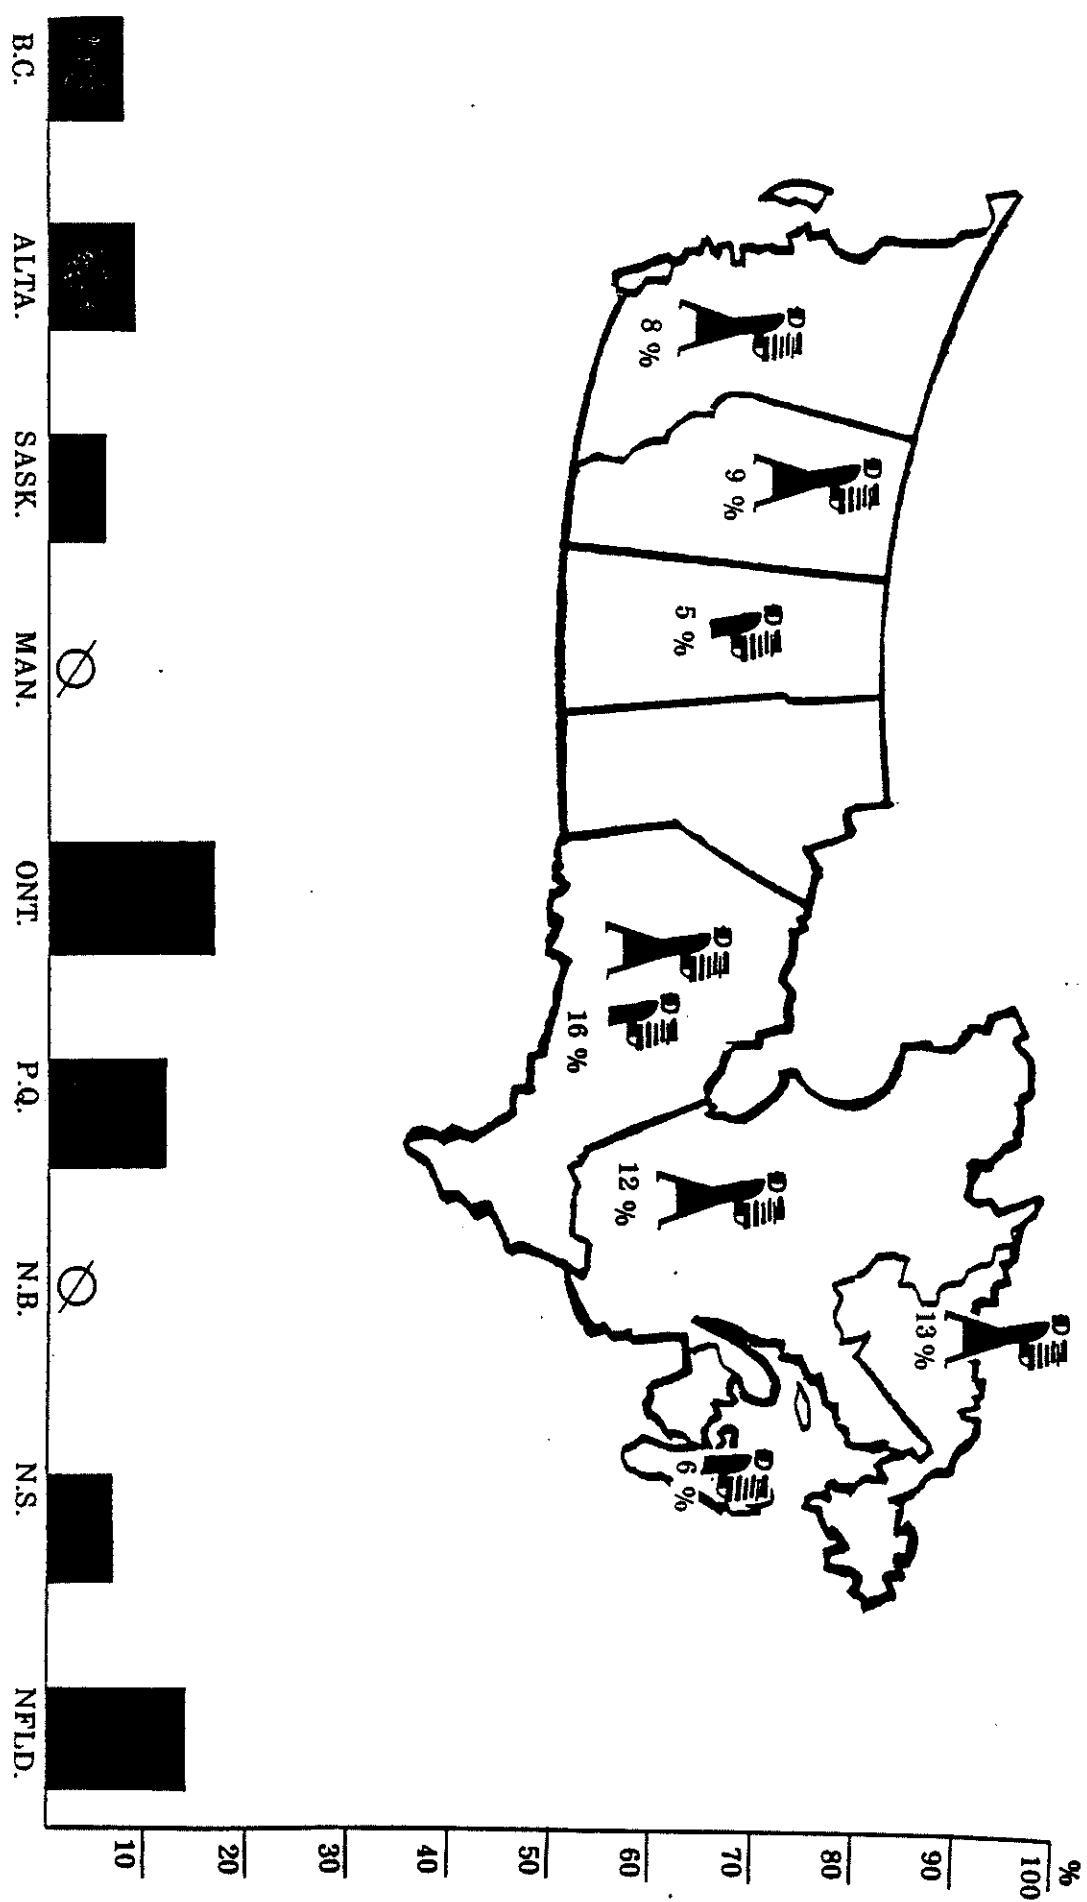 %
100
90
80
70
60
50
40
30
20
10
13 %
8 %
9 %
5 %
16 %
12 %
6 %
B.C.
ALTA.
SASK.
MAN.
ONT.
P.Q.
N.B.
N.S.
NFLD.